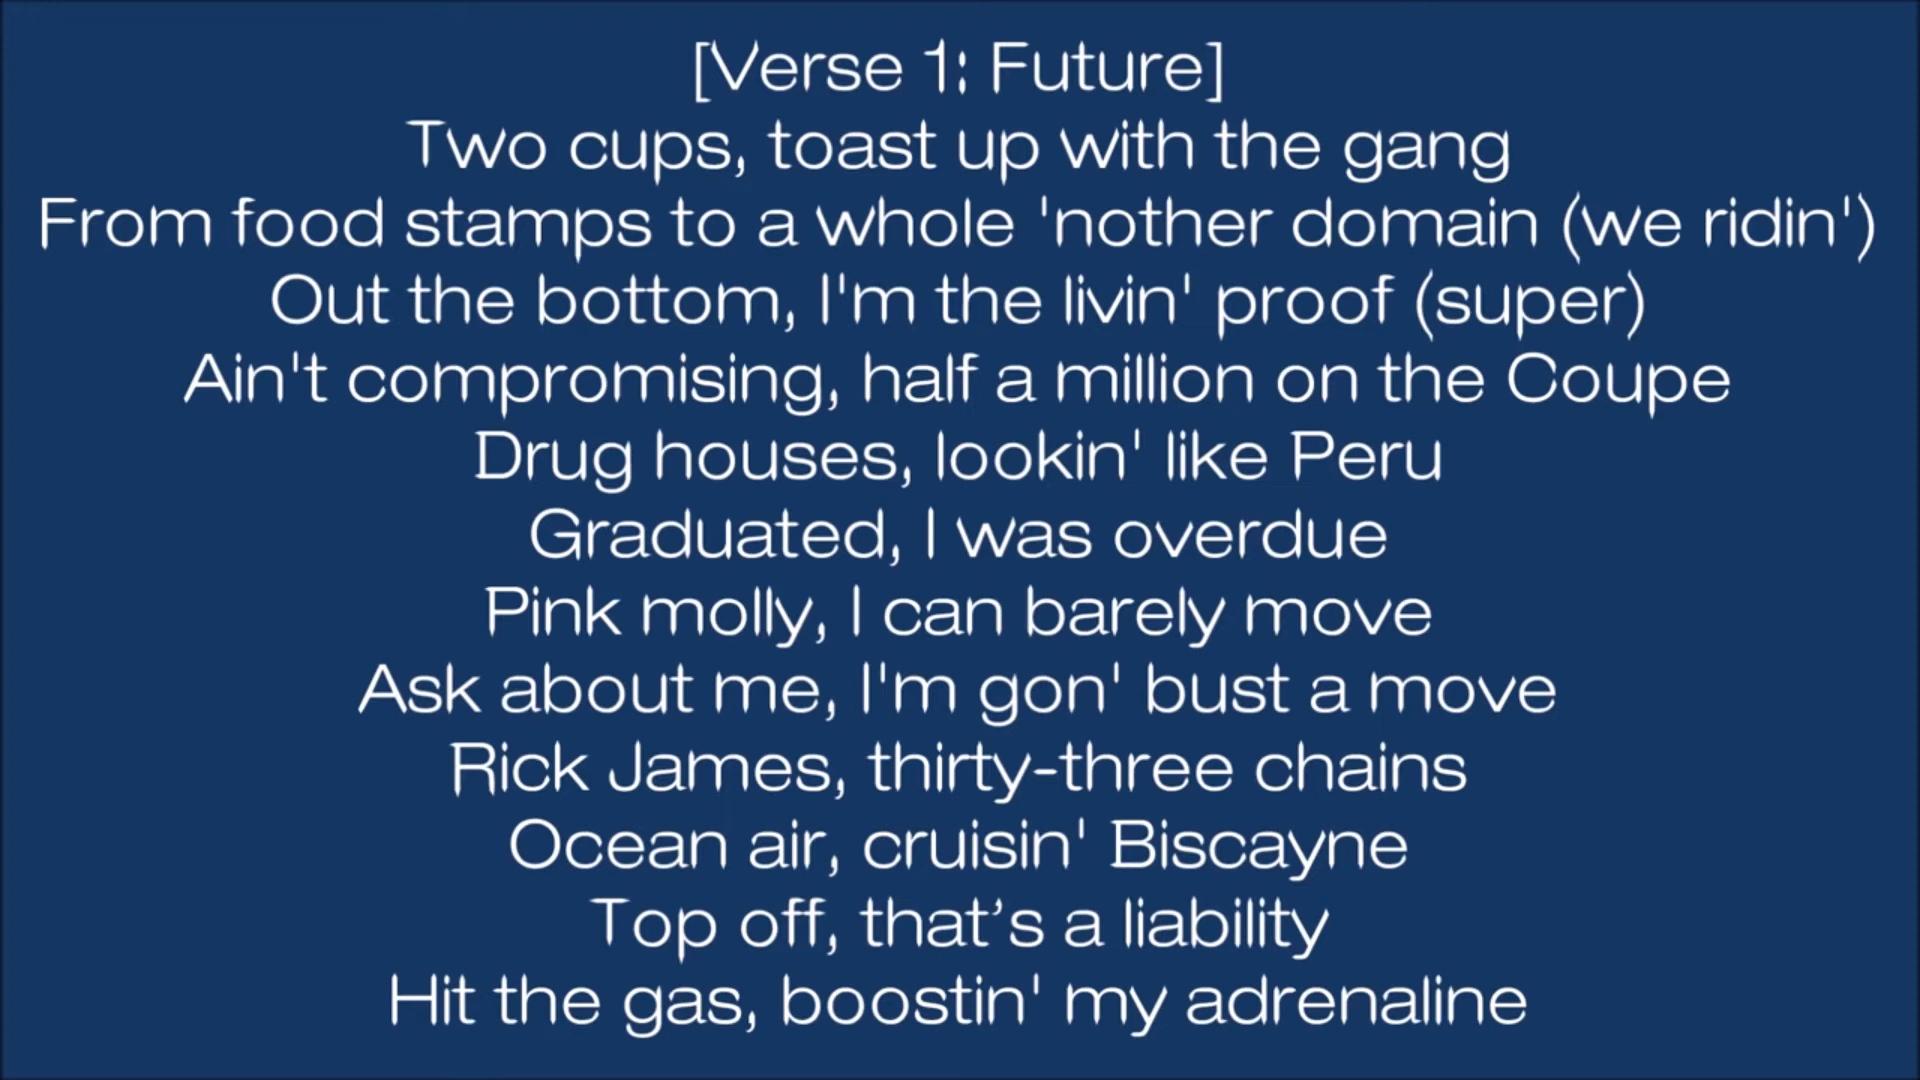 [Verse 1: Future]
Two cups, toast up with the gang
From food stamps to a whole 'nother domain (we ridin')
Out the bottom, I'm the livin' proof (super)
Ain't compromising, half a million on the Coupe
Drug houses, lookin' like Peru
Graduated, I was overdue
Pink molly, I can barely move
Ask about me, I'm gon' bust a move
Rick James, thirty-three chains
Ocean air, cruisin' Biscayne
Top off, that’s a liability
Hit the gas, boostin' my adrenaline